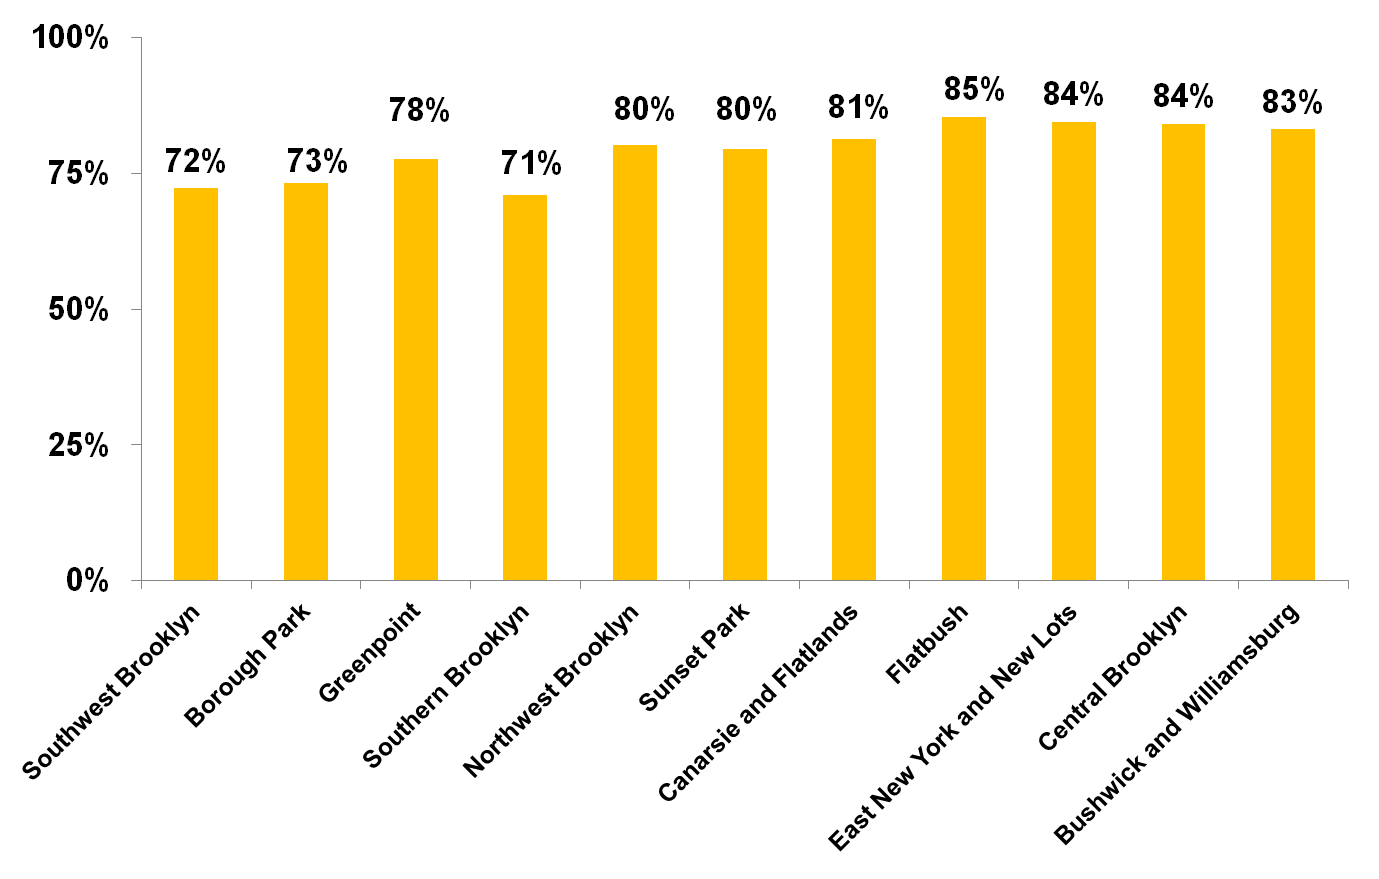 100%
75%
50%
25%
0%
72%
73%
78%
71%
80%
80%
81%
85%
84%
84%
83%
Southwest Brooklyn
Borough Park
Greenpoint
Southern Brooklyn
Northwest Brooklyn
Sunset Park
Canarsie and Flatlands
Flatbush
East New York and New Lots
Central Brooklyn
Bushwick and Williamsburg